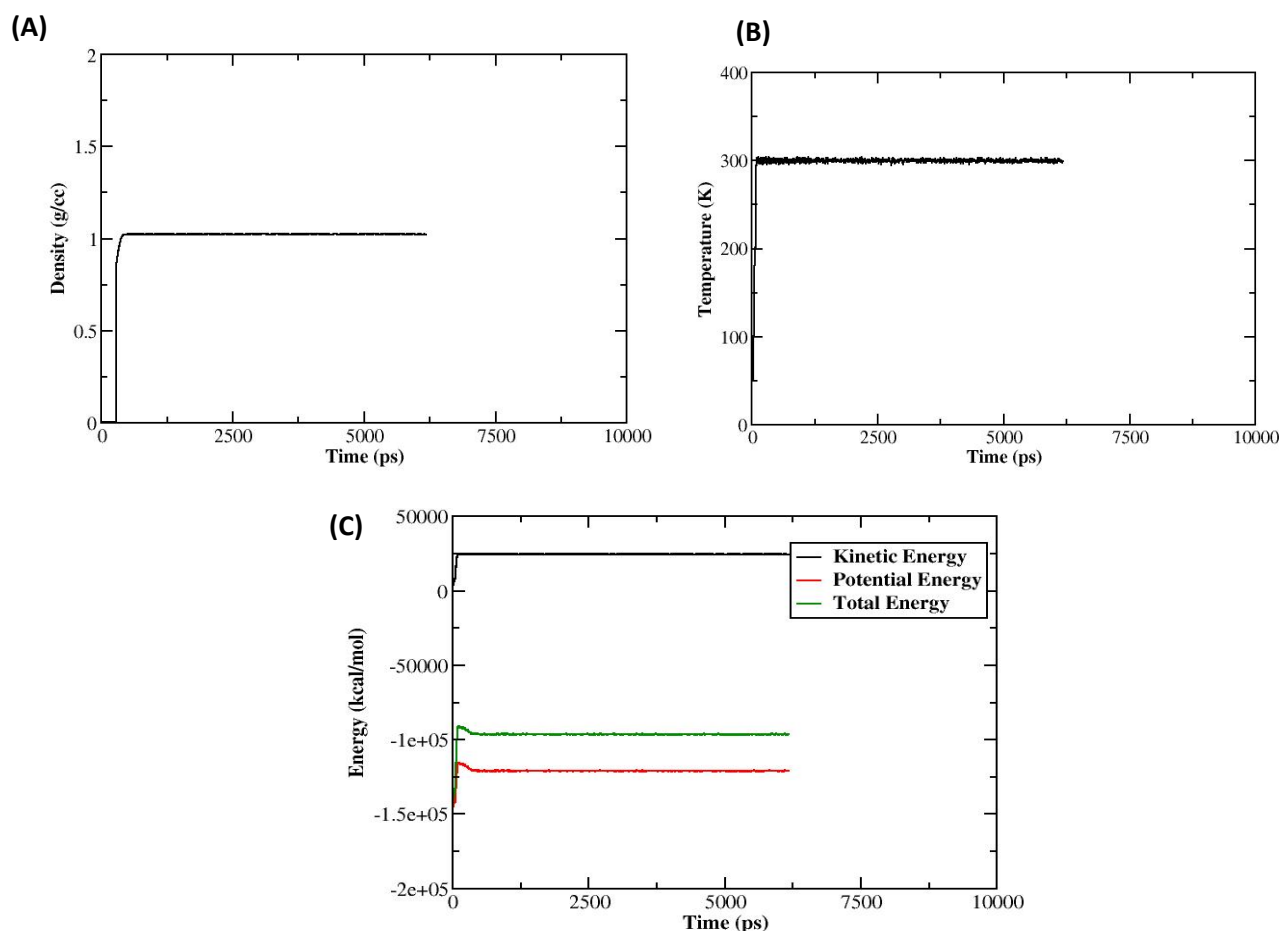 (A)
2
1.5
1
0.5
0
Density (g/cc)
0 2500 5000 7500 10000
Time (ps)
(B)
400
300
200
100
0
Temperature (K)
0 2500 5000 7500 10000
Time (ps)
(C)
50000
0
-50000
-1e+05
-1.5e+05
-2e+05
Energy (kcal/mol)
Kinetic Energy
Potential Energy
Total Energy
0 2500 5000 7500 10000
Time (ps)